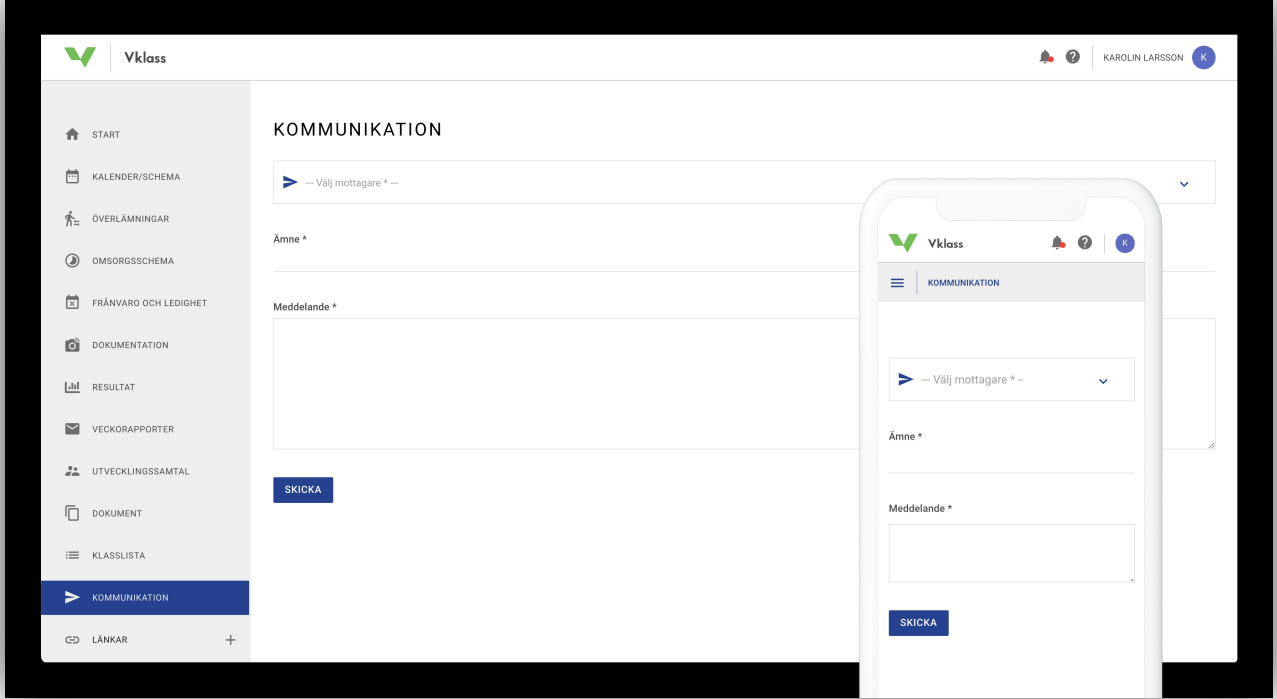 Vklass
KAROLIN LARSSON
K
START
KALENDER/SCHEMA
ÖVERLÄMNINGAR
OMSORGSSCHEMA
FRÅNVARO OCH LEDIGHET
DOKUMENTATION
RESULTAT
VECKORAPPORTER
UTVECKLINGSSAMTAL
DOKUMENT
KLASSLISTA
KOMMUNIKATION
LÄNKAR
KOMMUNIKATION
--- Välj mottagare * ---
Ämne *
Meddelande *
SKICKA
Vklass
K
KOMMUNIKATION
--- Välj mottagare * --
Ämne *
Meddelande *
SKICKA